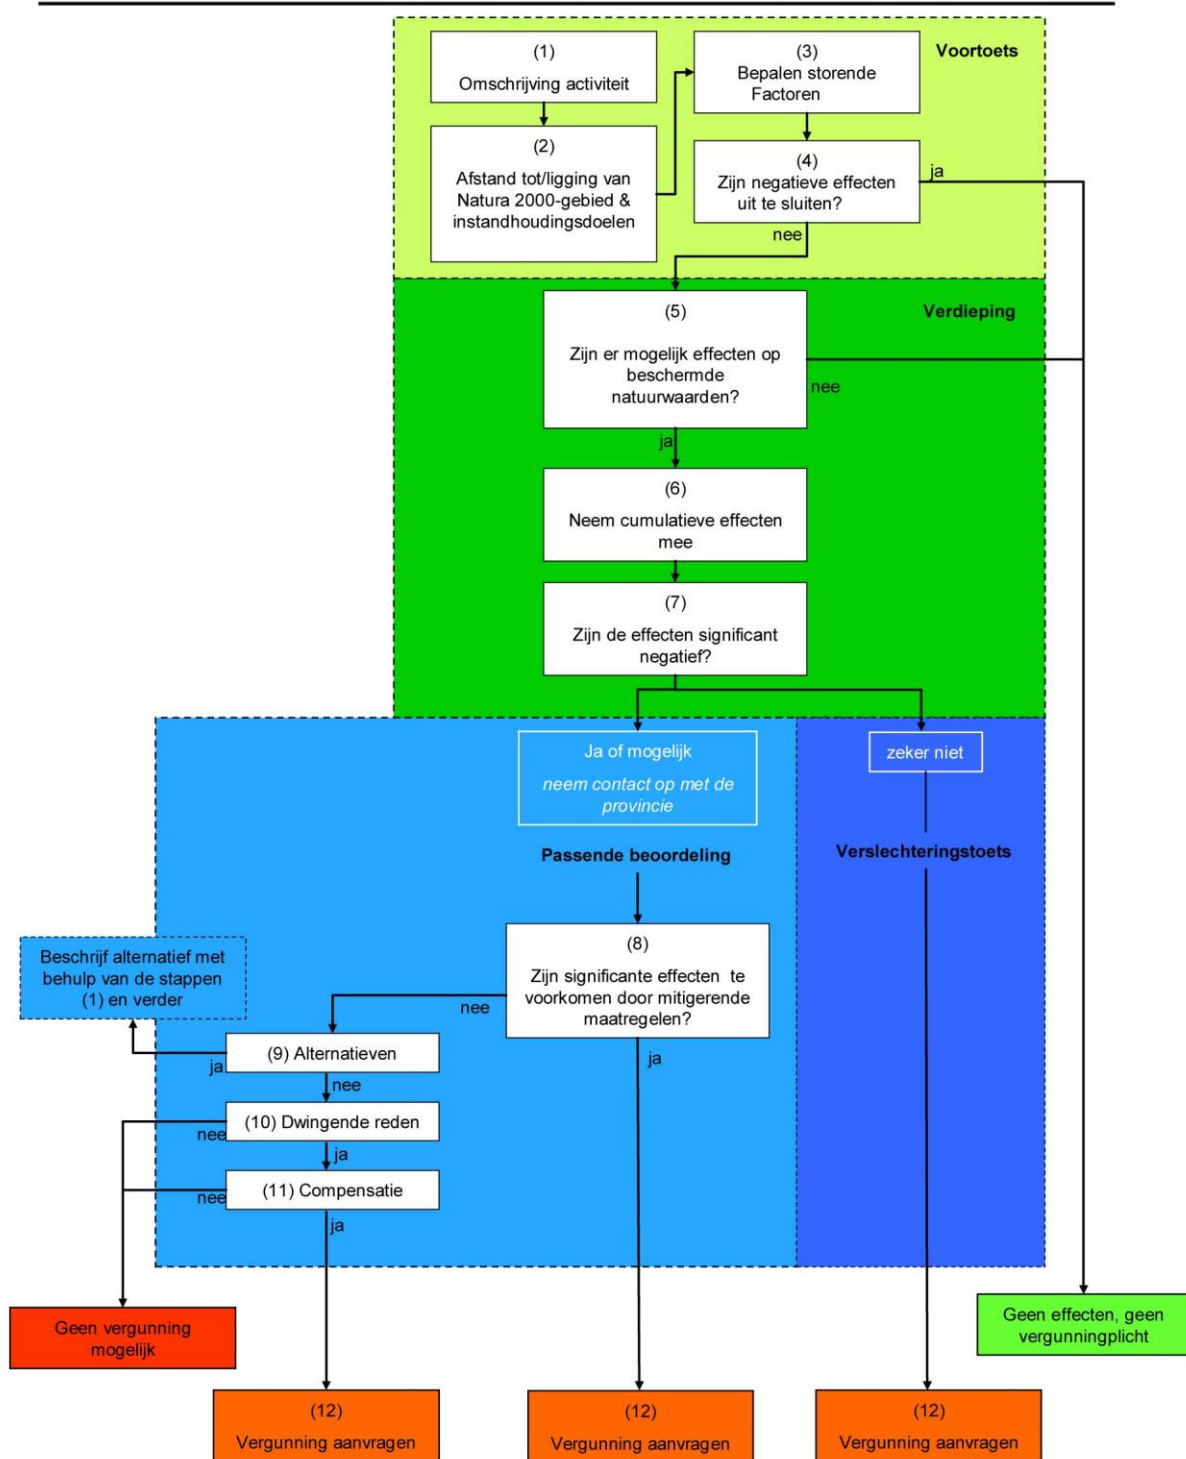 Voortoets
(1)
Omschrijving activiteit
(2)
Afstand tot/ligging van
Natura 2000-gebied &
instandhoudingsdoelen
(3)
Bepalen storende
Factoren
(4)
Zijn negatieve effecten
uit te sluiten?
ja
nee
Verdieping
(5)
Zijn er mogelijk effecten op
beschermde
natuurwaarden?
nee
ja
(6)
Neem cumulatieve effecten
mee
(7)
Zijn de effecten significant
negatief?
Ja of mogelijk
neem contact op met de
provincie
zeker niet
Passende beoordeling
Verslechteringstoets
(8)
Zijn significante effecten te
voorkomen door mitigerende
maatregelen?
nee
ja
Beschrijf alternatief met
behulp van de stappen
(1) en verder
(9) Alternatieven
ja
nee
(10) Dwingende reden
nee
ja
(11) Compensatie
nee
ja
Geen vergunning
mogelijk
Geen effecten, geen
vergunningplicht
(12)
Vergunning aanvragen
(12)
Vergunning aanvragen
(12)
Vergunning aanvragen